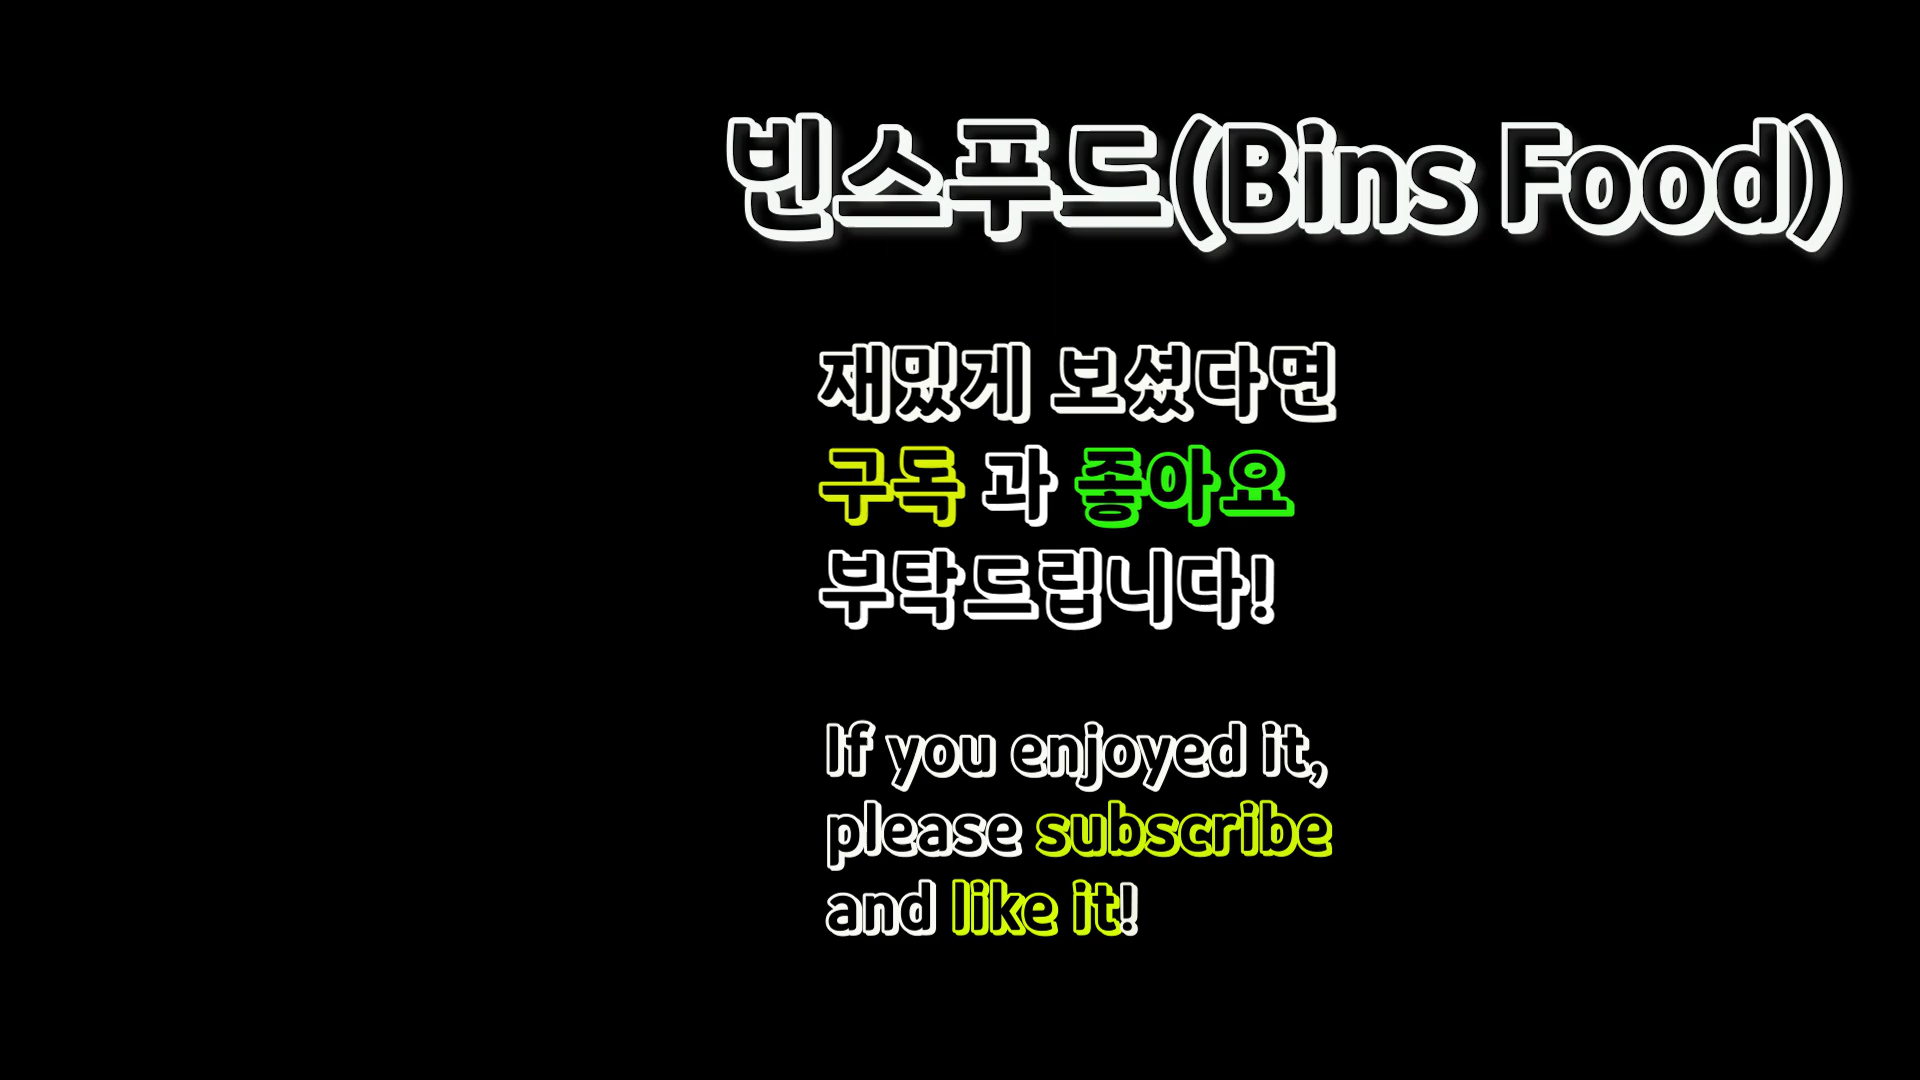 빈스푸드(Bins Food)
재밌게 보셨다면
구독 과 좋아요
부탁드립니다!
If you enjoyed it,
please subscribe
and like it!